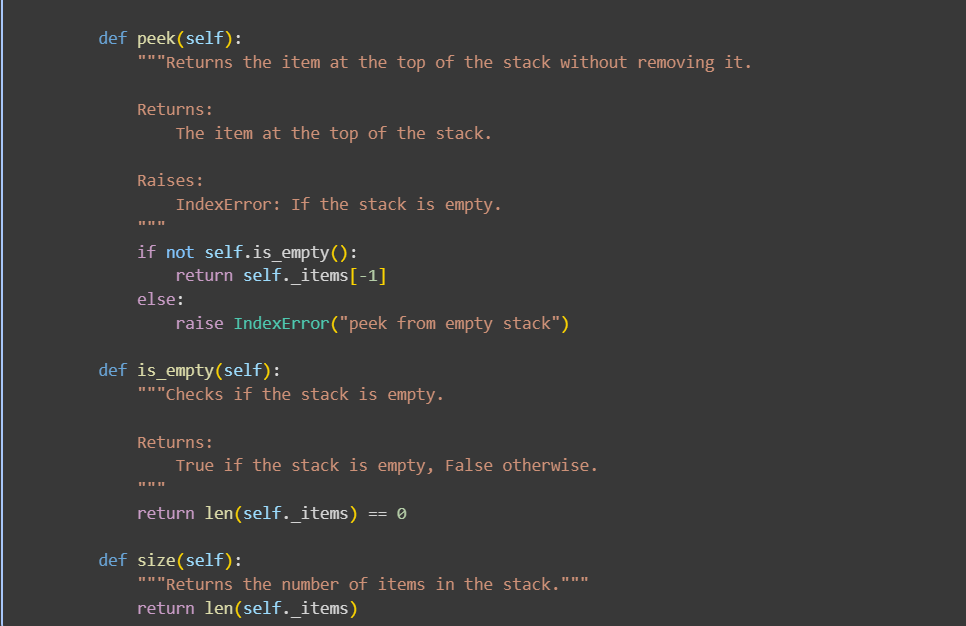 def peek(self):
    """Returns the item at the top of the stack without removing it.

    Returns:
        The item at the top of the stack.

    Raises:
        IndexError: If the stack is empty.
    """
    if not self.is_empty():
        return self._items[-1]
    else:
        raise IndexError("peek from empty stack")

def is_empty(self):
    """Checks if the stack is empty.

    Returns:
        True if the stack is empty, False otherwise.
    """
    return len(self._items) == 0

def size(self):
    """Returns the number of items in the stack."""
    return len(self._items)